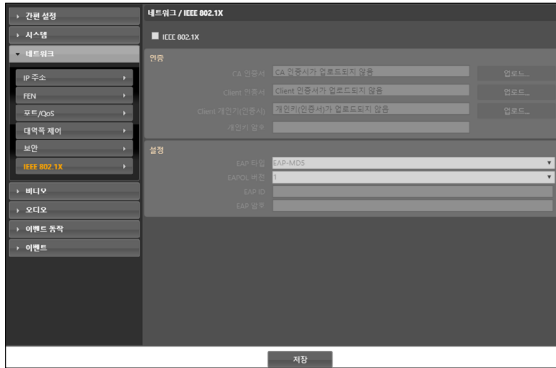 간편 설정
시스템
네트워크
IP 주소
FEN
포트/QoS
대역폭 제어
보안
IEEE 802.1X
비디오
오디오
이벤트 동작
이벤트
네트워크 / IEEE 802.1X
IEEE 802.1X
인증
CA 인증서 CA 인증서가 업로드되지 않음 업로드...
Client 인증서 Client 인증서가 업로드되지 않음 업로드...
Client 개인키(인증서) 개인키(인증서)가 업로드되지 않음 업로드...
개인키 암호
설정
EAP 타입 EAP-MD5
EAPOL 버전 1
EAP ID
EAP 암호
저장